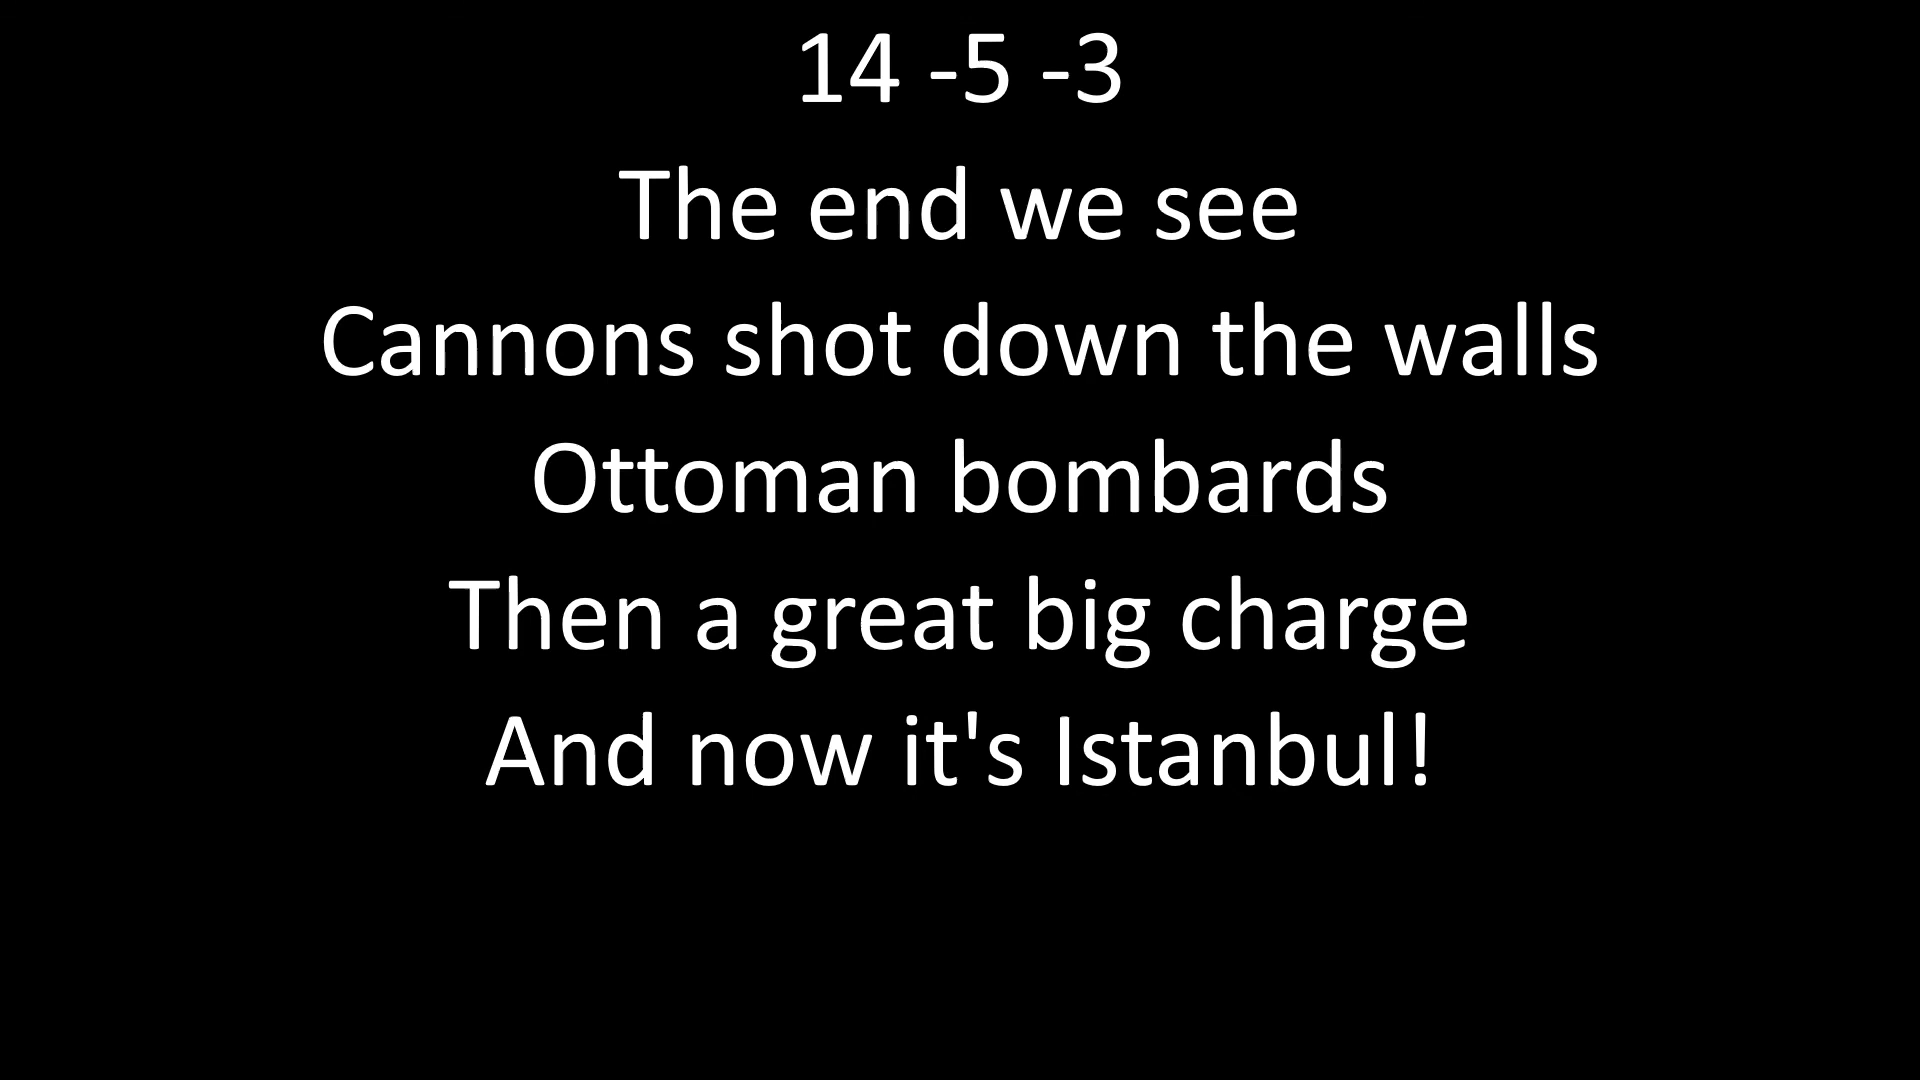 14 -5 -3
The end we see
Cannons shot down the walls
Ottoman bombards
Then a great big charge
And now it's Istanbul!